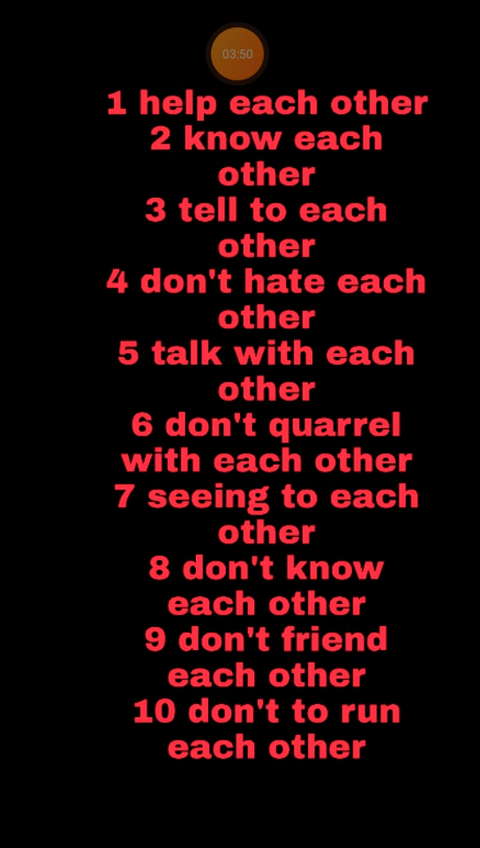 03:50
1 help each other
2 know each
other
3 tell to each
other
4 don't hate each
other
5 talk with each
other
6 don't quarrel
with each other
7 seeing to each
other
8 don't know
each other
9 don't friend
each other
10 don't to run
each other